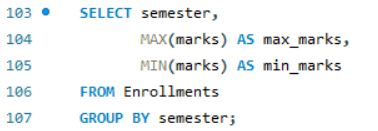 103 SELECT semester,
104 MAX(marks) AS max_marks,
105 MIN(marks) AS min_marks
106 FROM Enrollments
107 GROUP BY semester;